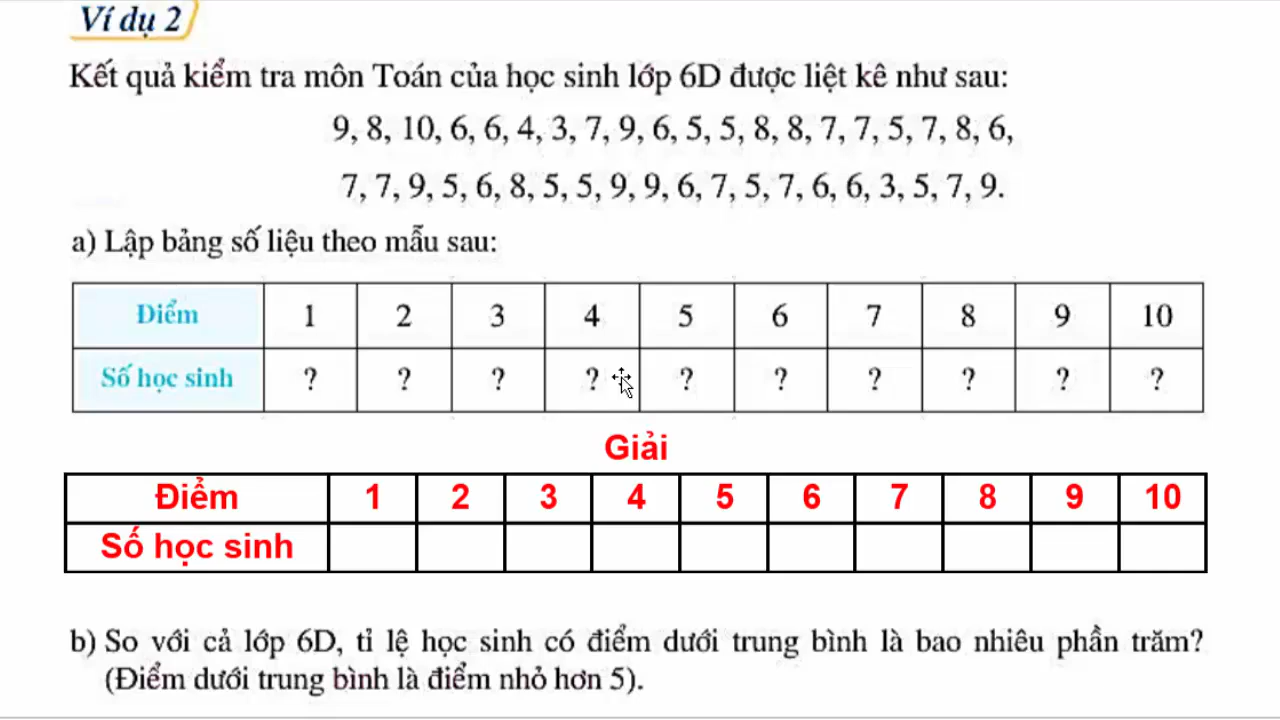 Ví dụ 2
Kết quả kiểm tra môn Toán của học sinh lớp 6D được liệt kê như sau:
9, 8, 10, 6, 6, 4, 3, 7, 9, 6, 5, 5, 8, 8, 7, 7, 5, 7, 8, 6,
7, 7, 9, 5, 6, 8, 5, 5, 9, 9, 6, 7, 5, 7, 6, 6, 3, 5, 7, 9.
a) Lập bảng số liệu theo mẫu sau:
Điểm 1 2 3 4 5 6 7 8 9 10
Số học sinh ? ? ? ? ? ? ? ? ? ?
Giải
Điểm 1 2 3 4 5 6 7 8 9 10
Số học sinh
b) So với cả lớp 6D, tỉ lệ học sinh có điểm dưới trung bình là bao nhiêu phần trăm?
(Điểm dưới trung bình là điểm nhỏ hơn 5).